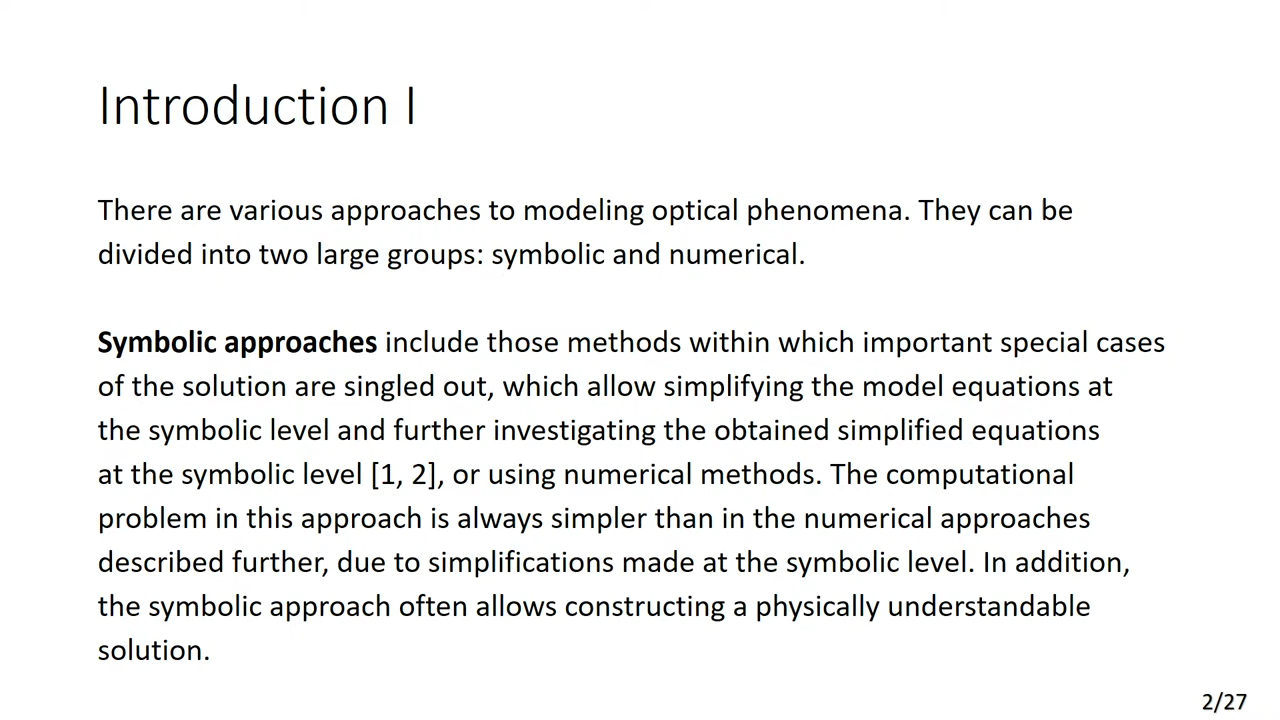 Introduction I
There are various approaches to modeling optical phenomena. They can be
divided into two large groups: symbolic and numerical.
Symbolic approaches include those methods within which important special cases
of the solution are singled out, which allow simplifying the model equations at
the symbolic level and further investigating the obtained simplified equations
at the symbolic level [1, 2], or using numerical methods. The computational
problem in this approach is always simpler than in the numerical approaches
described further, due to simplifications made at the symbolic level. In addition,
the symbolic approach often allows constructing a physically understandable
solution.
2/27